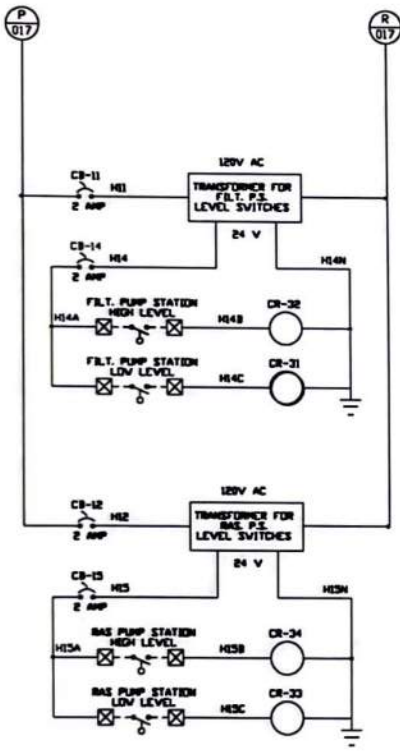 P
017
R
017
120V AC
CB-11
H11
2 AMP
TRANSFORMER FOR
FILT. P.S.
LEVEL SWITCHES
24 V
CB-14
H14
2 AMP
H14N
FILT. PUMP STATION
HIGH LEVEL
H14A
H14B
CR-32
FILT. PUMP STATION
LOW LEVEL
H14C
CR-31
120V AC
CB-12
H12
2 AMP
TRANSFORMER FOR
RAS. P.S.
LEVEL SWITCHES
24 V
CB-15
H15
2 AMP
H15N
RAS PUMP STATION
HIGH LEVEL
H15A
H15B
CR-34
RAS PUMP STATION
LOW LEVEL
H15C
CR-33